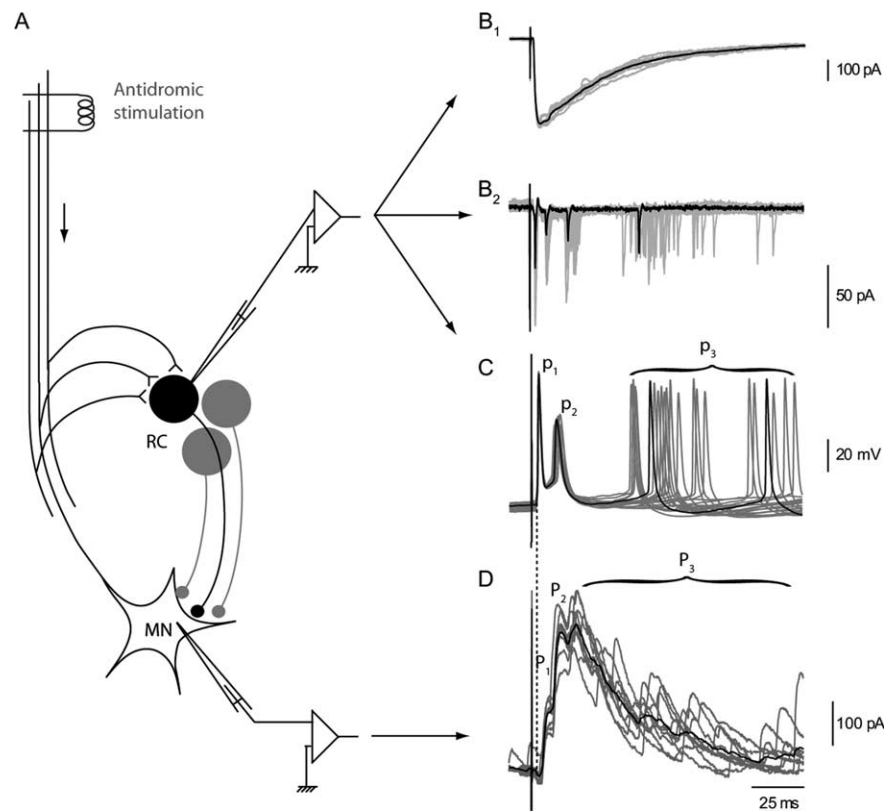 A
Antidromic
stimulation
RC
MN
B1
100 pA
B2
50 pA
C
p1
p2
p3
20 mV
D
P1
P2
P3
100 pA
25 ms